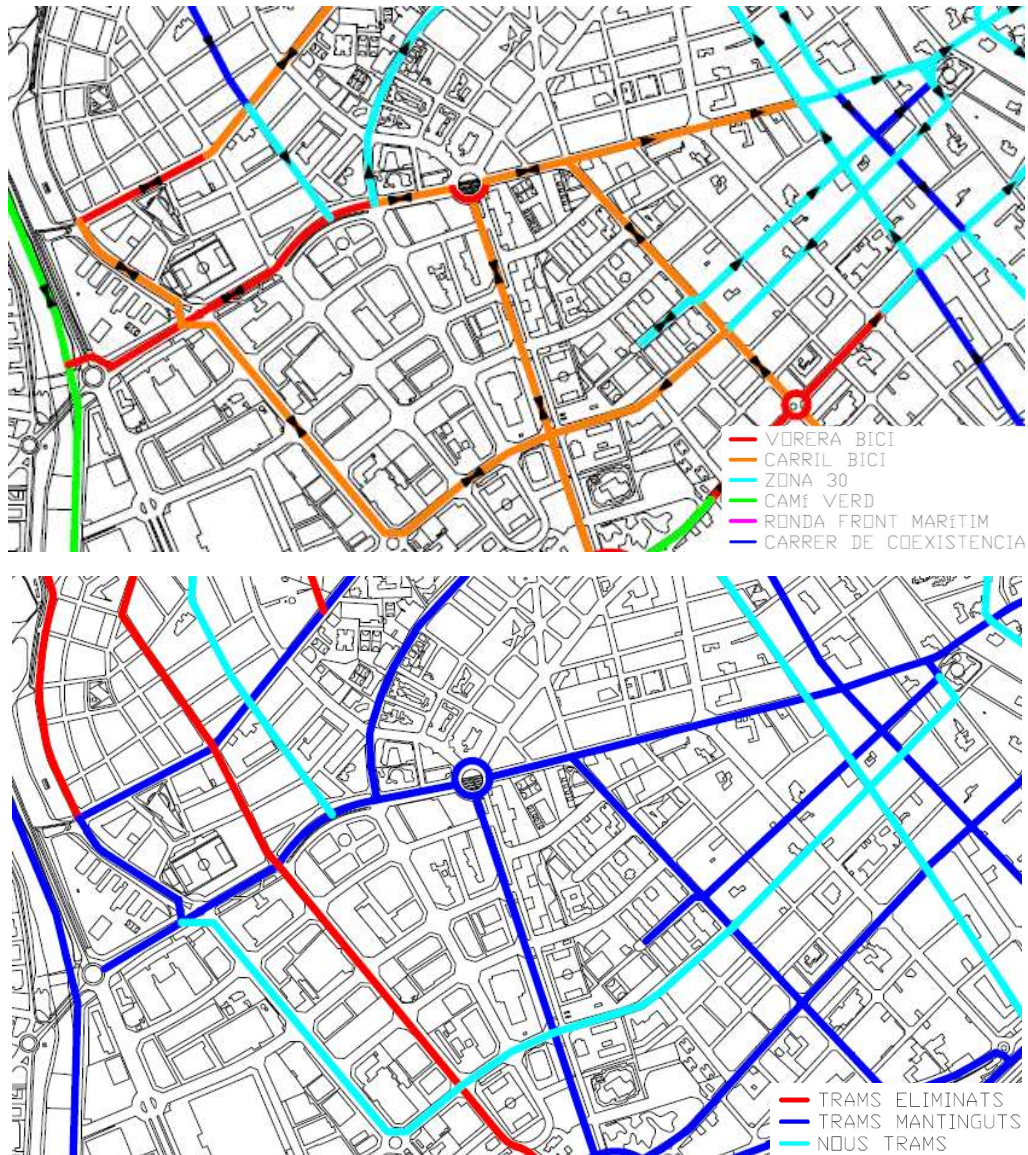 VORERA BICI
CARRIL BICI
ZONA 30
CAMÍ VERD
RONDA FRONT MARÍTIM
CARRER DE COEXISTENCIA
TRAMS ELIMINATS
TRAMS MANTINGUTS
NOUS TRAMS